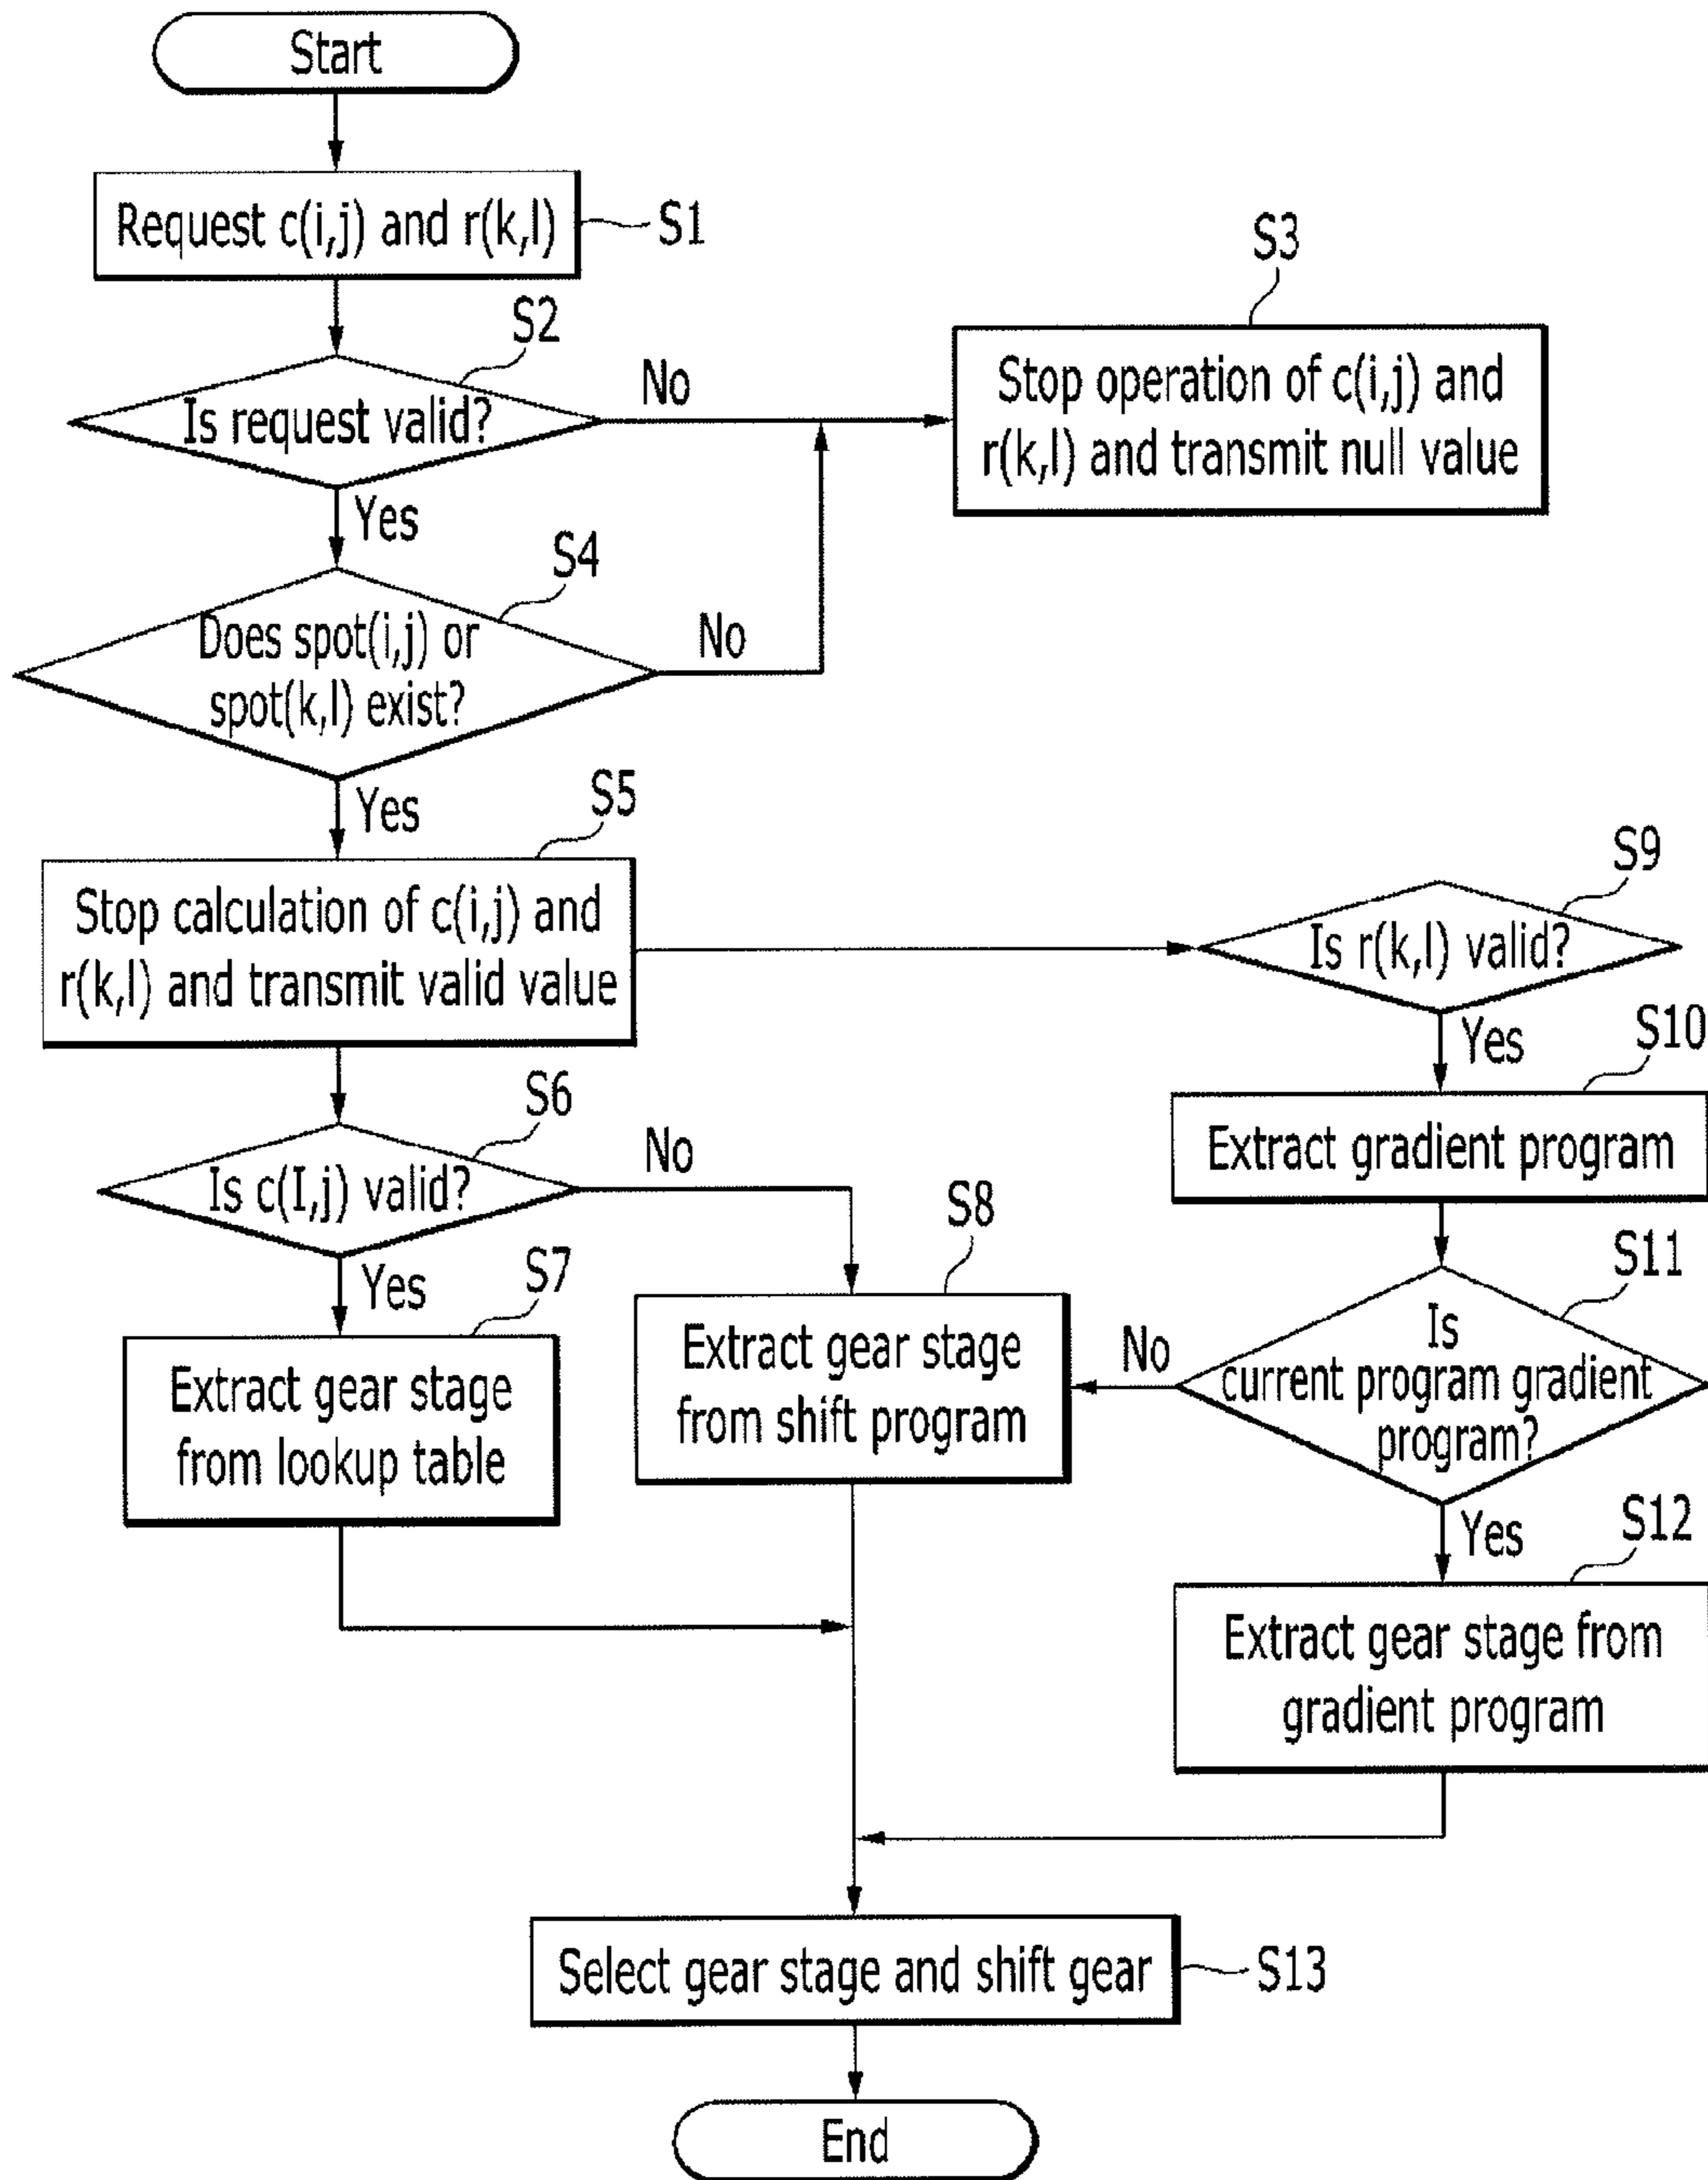 Start
Request c(i,j) and r(k,l)
S1
S2
Is request valid?
No
Yes
S3
Stop operation of c(i,j) and
r(k,l) and transmit null value
S4
Does spot(i,j) or
spot(k,l) exist?
No
Yes
S5
Stop calculation of c(i,j) and
r(k,l) and transmit valid value
S9
Is r(k,l) valid?
Yes
S10
Extract gradient program
S6
Is c(I,j) valid?
No
Yes
S7
Extract gear stage
from lookup table
S8
Extract gear stage
from shift program
S11
Is
current program gradient
program?
No
Yes
S12
Extract gear stage from
gradient program
Select gear stage and shift gear
S13
End